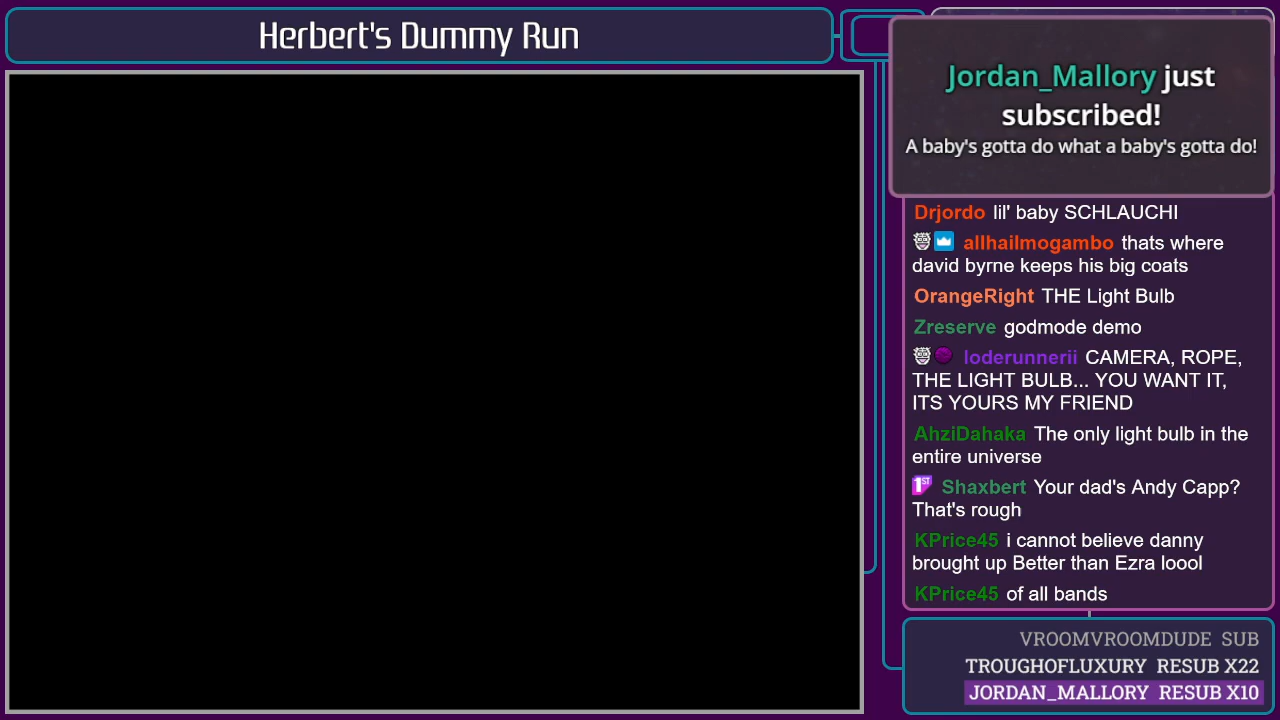 Herbert's Dummy Run
Jordan_Mallory just
subscribed!
A baby's gotta do what a baby's gotta do!
Drjordo lil' baby SCHLAUCHI
allhailmogambo thats where
david byrne keeps his big coats
OrangeRight THE Light Bulb
Zreserve godmode demo
loderunnerii CAMERA, ROPE,
THE LIGHT BULB... YOU WANT IT,
ITS YOURS MY FRIEND
AhziDahaka The only light bulb in the
entire universe
1ST Shaxbert Your dad's Andy Capp?
That's rough
KPrice45 i cannot believe danny
brought up Better than Ezra loool
KPrice45 of all bands
VROOMVROOMDUDE SUB
TROUGHOFLUXURY RESUB X22
JORDAN_MALLORY RESUB X10